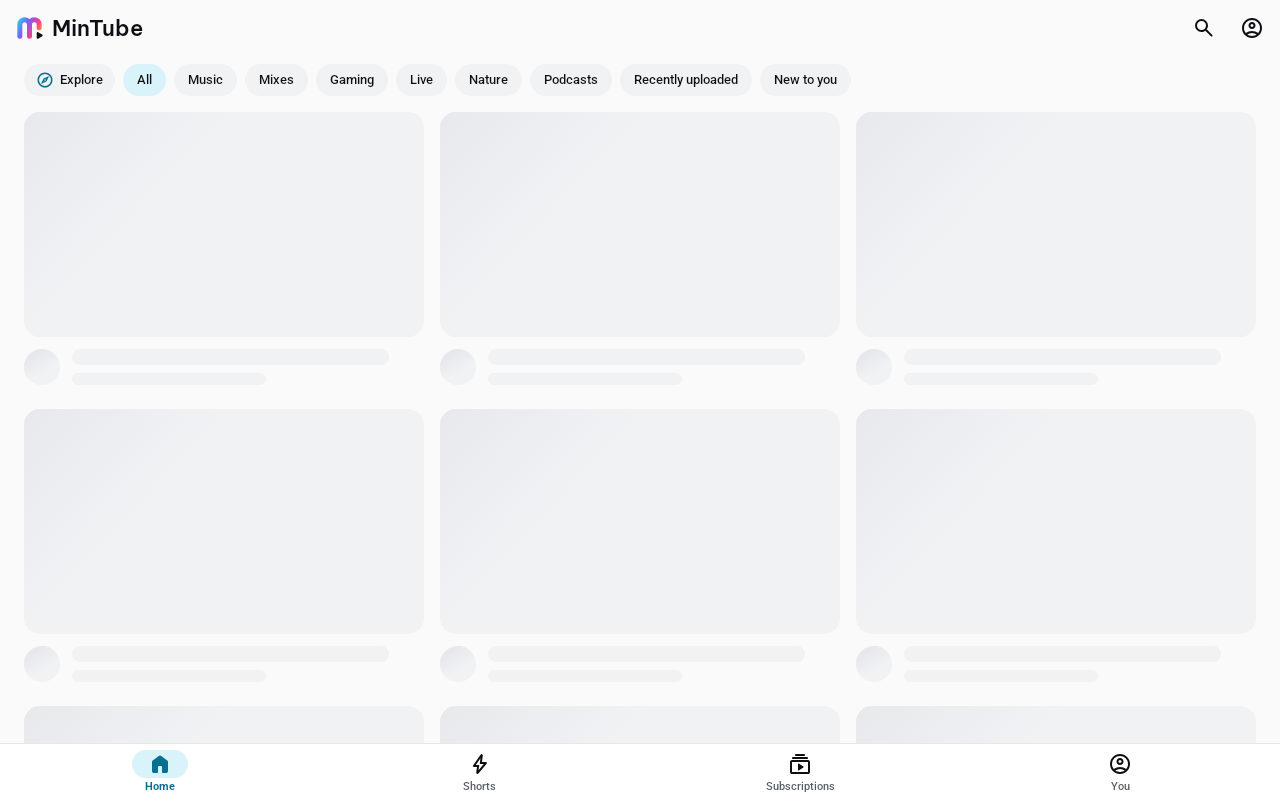 MinTube
Explore All Music Mixes Gaming Live Nature Podcasts Recently uploaded New to you
Home Shorts Subscriptions You